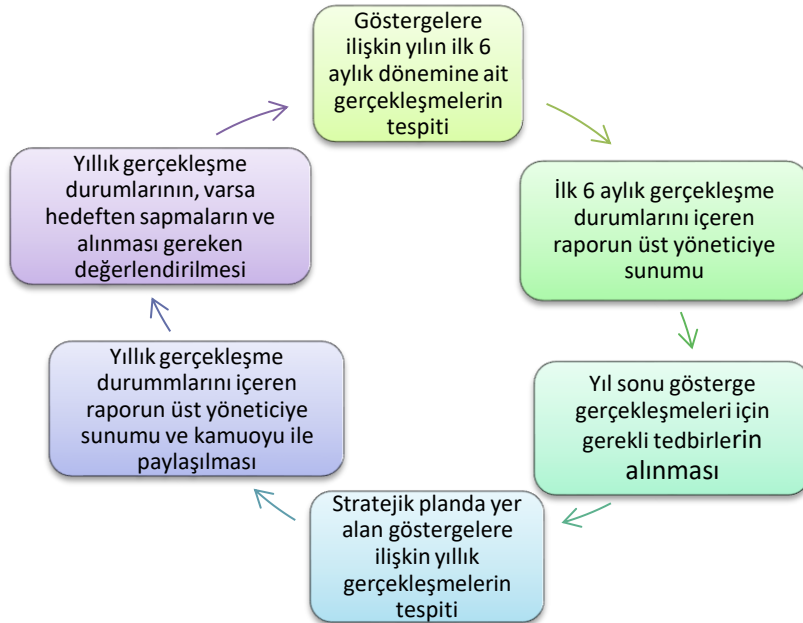 Göstergelere
ilişkin yılın ilk 6
aylık dönemine ait
gerçekleşmelerin
tespiti
İlk 6 aylık gerçekleşme
durumlarını içeren
raporun üst yöneticiye
sunumu
Yıl sonu gösterge
gerçekleşmeleri için
gerekli tedbirlerin
alınması
Stratejik planda yer
alan göstergelere
ilişkin yıllık
gerçekleşmelerin
tespiti
Yıllık gerçekleşme
durummlarını içeren
raporun üst yöneticiye
sunumu ve kamuoyu ile
paylaşılması
Yıllık gerçekleşme
durumlarının, varsa
hedeften sapmaların ve
alınması gereken
değerlendirilmesi